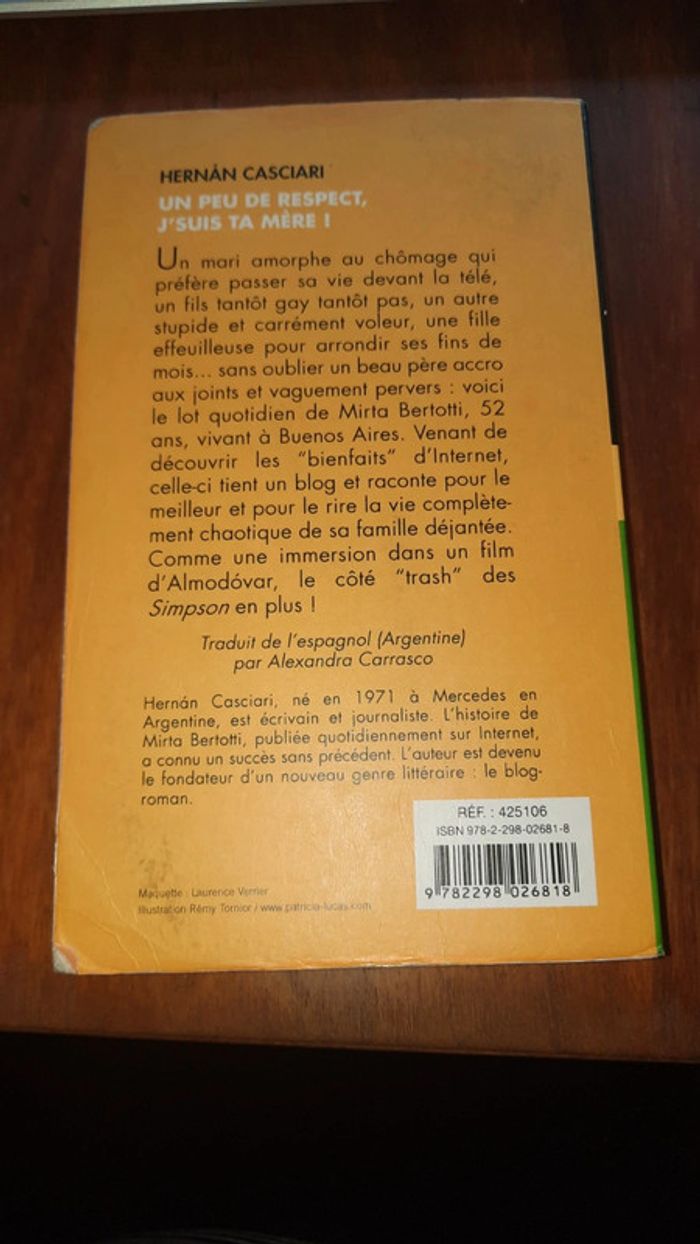 HERNÁN CASCIARI
UN PEU DE RESPECT,
J'SUIS TA MÈRE !
Un mari amorphe au chômage qui
préfère passer sa vie devant la télé,
un fils tantôt gay tantôt pas, un autre
stupide et carrément voleur, une fille
effeuilleuse pour arrondir ses fins de
mois... sans oublier un beau père accro
aux joints et vaguement pervers : voici
le lot quotidien de Mirta Bertotti, 52
ans, vivant à Buenos Aires. Venant de
découvrir les "bienfaits" d'Internet,
celle-ci tient un blog et raconte pour le
meilleur et pour le rire la vie complète-
ment chaotique de sa famille déjantée.
Comme une immersion dans un film
d'Almodóvar, le côté "trash" des
Simpson en plus !
Traduit de l'espagnol (Argentine)
par Alexandra Carrasco
Hernán Casciari, né en 1971 à Mercedes en
Argentine, est écrivain et journaliste. L'histoire de
Mirta Bertotti, publiée quotidiennement sur Internet,
a connu un succès sans précédent. L'auteur est devenu
le fondateur d'un nouveau genre littéraire : le blog-
roman.
RÉF. : 425106
ISBN 978-2-298-02681-8
9 782298 026818
Maquette : Laurence Verrier
Illustration Rémy Tornior / www.patricia-lucas.com